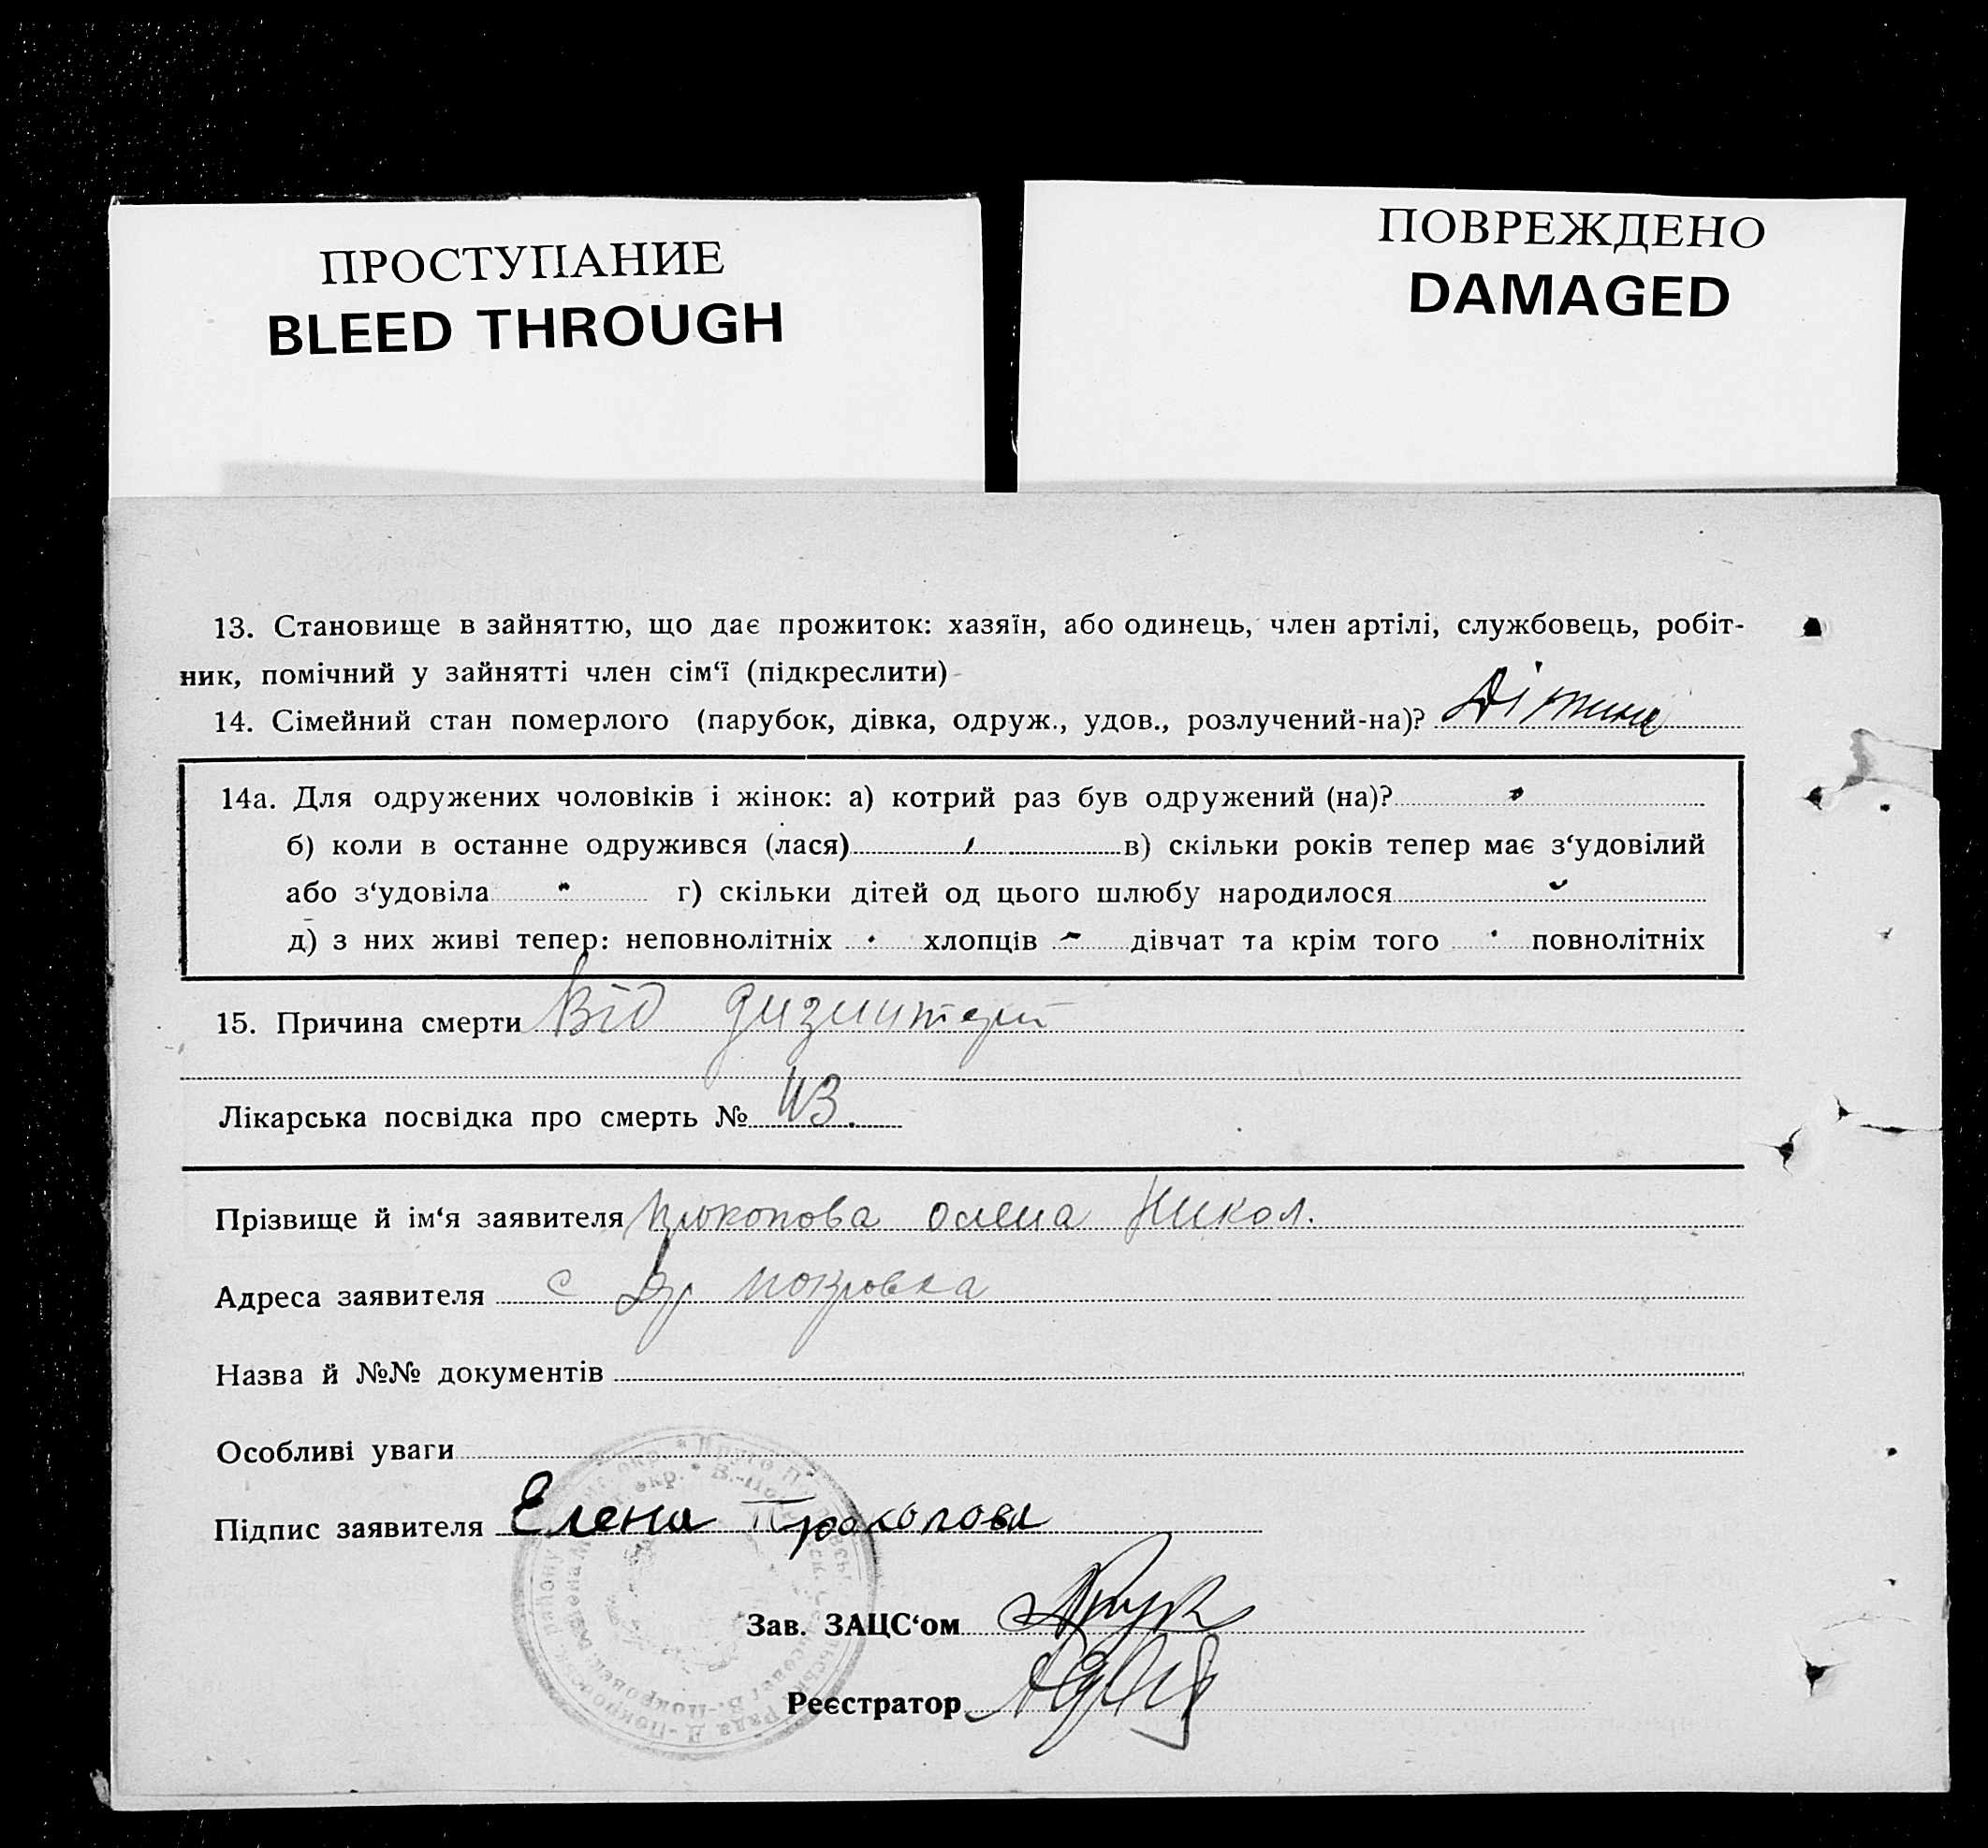 ПРОСТУПАНИЕ
BLEED THROUGH
ПОВРЕЖДЕНО
DAMAGED
13. Становище в зайняттю, що дає прожиток: хазяїн, або одинець, член артілі, службовець, робіт-
ник, помічний у зайнятті член сім‘ї (підкреслити)
14. Сімейний стан померлого (парубок, дівка, одруж., удов., розлучений-на)? Дітина
14а. Для одружених чоловіків і жінок: а) котрий раз був одружений (на)?
б) коли в останне одружився (лася) в) скільки років тепер має з‘удовілий
або з‘удовіла г) скільки дітей од цього шлюбу народилося
д) з них живі тепер: неповнолітніх хлопців дівчат та крім того повнолітніх
15. Причина смерти Від дизинтерії
Лікарська посвідка про смерть №
Прізвище й ім‘я заявителя Прокопова Олена Никол.
Адреса заявителя с Др Покровка
Назва й №№ документів
Особливі уваги
Підпис заявителя Елена Прокопова
Зав. ЗАЦС‘ом
Реєстратор